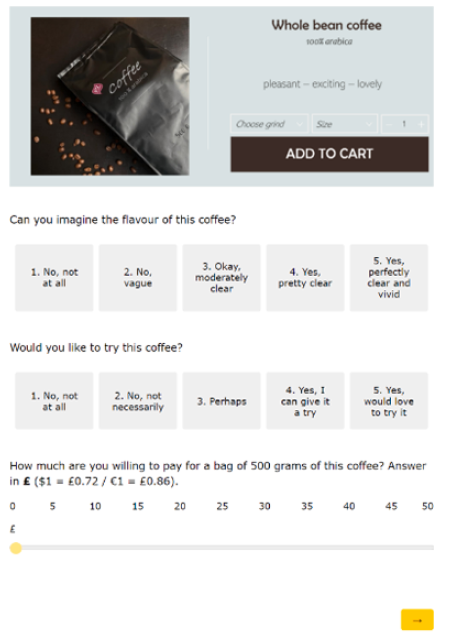 Whole bean coffee
100% arabica
coffee
pleasant – exciting – lovely
Choose grind
Size
1
ADD TO CART
Can you imagine the flavour of this coffee?
1. No, not
at all
2. No,
vague
3. Okay,
moderately
clear
4. Yes,
pretty clear
5. Yes,
perfectly
clear and
vivid
Would you like to try this coffee?
1. No, not
at all
2. No, not
necessarily
3. Perhaps
4. Yes, I
can give it
a try
5. Yes,
would love
to try it
How much are you willing to pay for a bag of 500 grams of this coffee? Answer
in £ ($1 = £0.72 / €1 = £0.86).
0 5 10 15 20 25 30 35 40 45 50
£
→